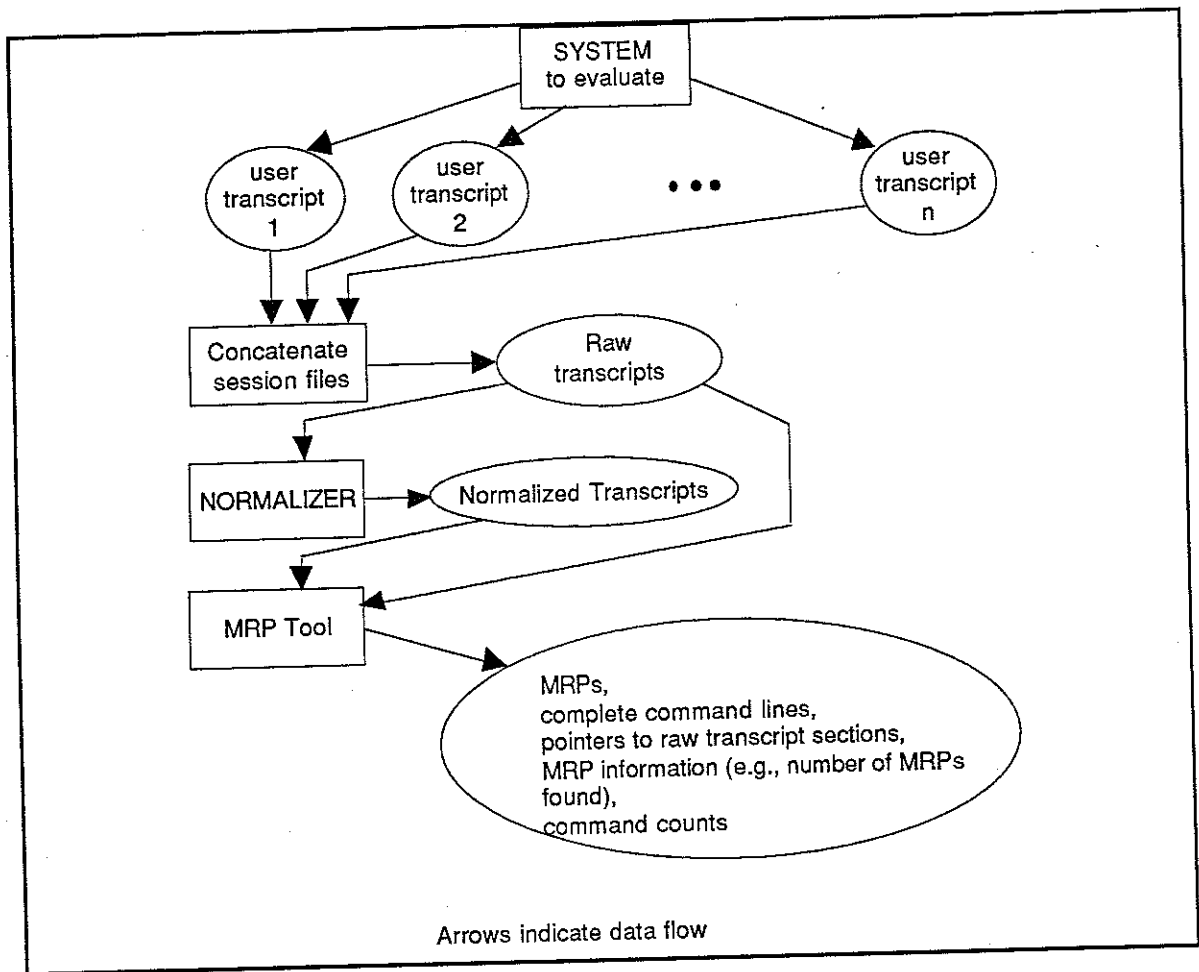 SYSTEM
to evaluate
user
transcript
1
user
transcript
2
user
transcript
n
Concatenate
session files
Raw
transcripts
NORMALIZER
Normalized Transcripts
MRP Tool
MRPs,
complete command lines,
pointers to raw transcript sections,
MRP information (e.g., number of MRPs
found),
command counts
Arrows indicate data flow